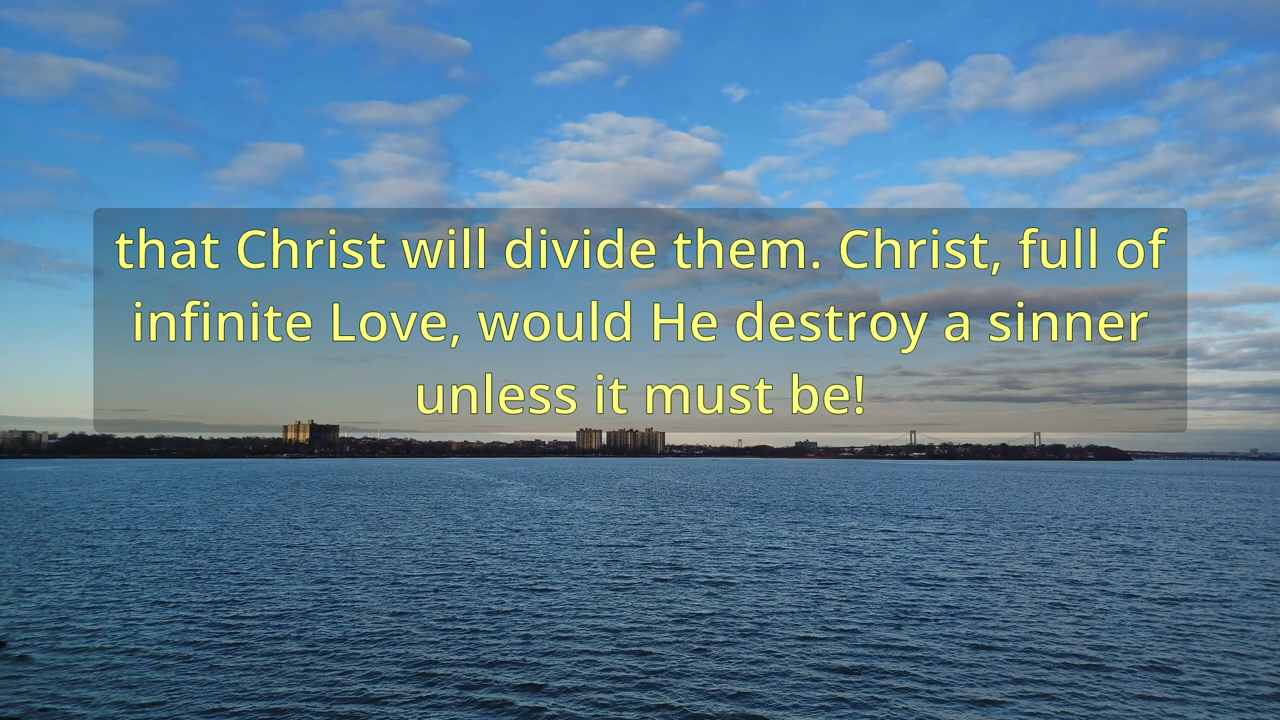 that Christ will divide them. Christ, full of
infinite Love, would He destroy a sinner
unless it must be!